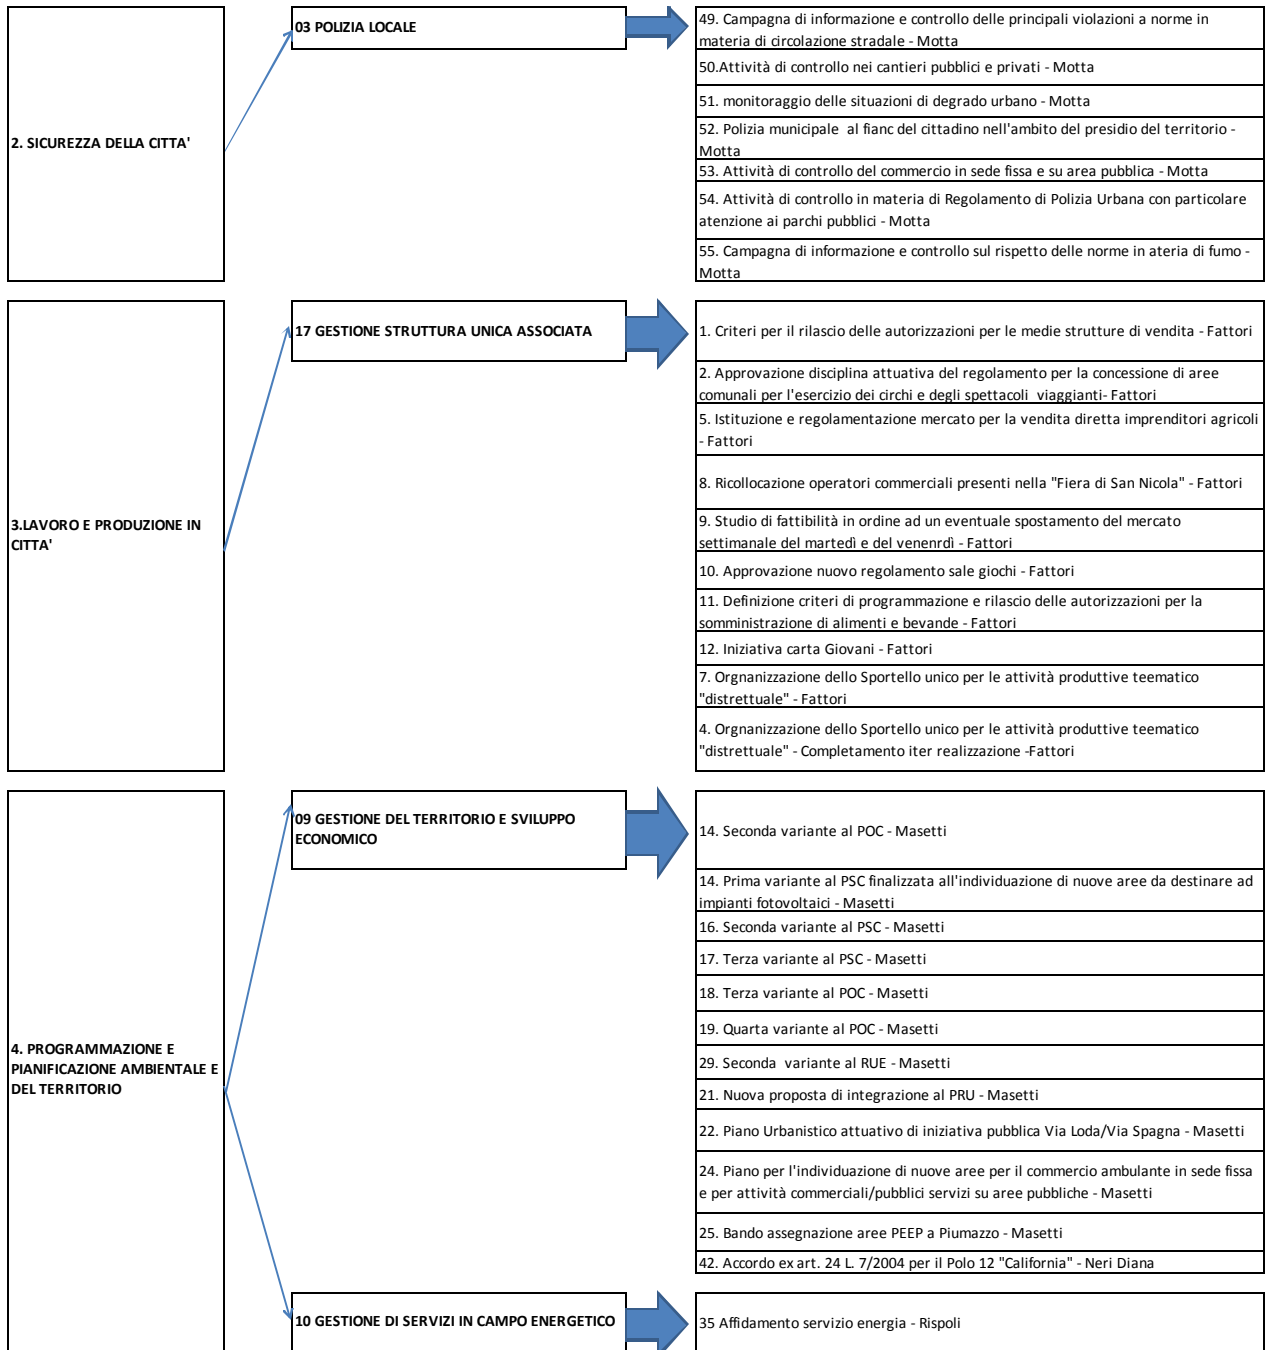 2. SICUREZZA DELLA CITTA'
03 POLIZIA LOCALE
49. Campagna di informazione e controllo delle principali violazioni a norme in
materia di circolazione stradale - Motta
50.Attività di controllo nei cantieri pubblici e privati - Motta
51. monitoraggio delle situazioni di degrado urbano - Motta
52. Polizia municipale  al fianc del cittadino nell'ambito del presidio del territorio -
Motta
53. Attività di controllo del commercio in sede fissa e su area pubblica - Motta
54. Attività di controllo in materia di Regolamento di Polizia Urbana con particolare
atenzione ai parchi pubblici - Motta
55. Campagna di informazione e controllo sul rispetto delle norme in ateria di fumo -
Motta
3.LAVORO E PRODUZIONE IN
CITTA'
17 GESTIONE STRUTTURA UNICA ASSOCIATA
1. Criteri per il rilascio delle autorizzazioni per le medie strutture di vendita - Fattori
2. Approvazione disciplina attuativa del regolamento per la concessione di aree
comunali per l'esercizio dei circhi e degli spettacoli  viaggianti- Fattori
5. Istituzione e regolamentazione mercato per la vendita diretta imprenditori agricoli
- Fattori
8. Ricollocazione operatori commerciali presenti nella "Fiera di San Nicola" - Fattori
9. Studio di fattibilità in ordine ad un eventuale spostamento del mercato
settimanale del martedì e del venenrdì - Fattori
10. Approvazione nuovo regolamento sale giochi - Fattori
11. Definizione criteri di programmazione e rilascio delle autorizzazioni per la
somministrazione di alimenti e bevande - Fattori
12. Iniziativa carta Giovani - Fattori
7. Orgnanizzazione dello Sportello unico per le attività produttive teematico
"distrettuale" - Fattori
4. Orgnanizzazione dello Sportello unico per le attività produttive teematico
"distrettuale" - Completamento iter realizzazione -Fattori
4. PROGRAMMAZIONE E
PIANIFICAZIONE AMBIENTALE E
DEL TERRITORIO
09 GESTIONE DEL TERRITORIO E SVILUPPO
ECONOMICO
14. Seconda variante al POC - Masetti
14. Prima variante al PSC finalizzata all'individuazione di nuove aree da destinare ad
impianti fotovoltaici - Masetti
16. Seconda variante al PSC - Masetti
17. Terza variante al PSC - Masetti
18. Terza variante al POC - Masetti
19. Quarta variante al POC - Masetti
29. Seconda  variante al RUE - Masetti
21. Nuova proposta di integrazione al PRU - Masetti
22. Piano Urbanistico attuativo di iniziativa pubblica Via Loda/Via Spagna - Masetti
24. Piano per l'individuazione di nuove aree per il commercio ambulante in sede fissa
e per attività commerciali/pubblici servizi su aree pubbliche - Masetti
25. Bando assegnazione aree PEEP a Piumazzo - Masetti
42. Accordo ex art. 24 L. 7/2004 per il Polo 12 "California" - Neri Diana
10 GESTIONE DI SERVIZI IN CAMPO ENERGETICO
35 Affidamento servizio energia - Rispoli